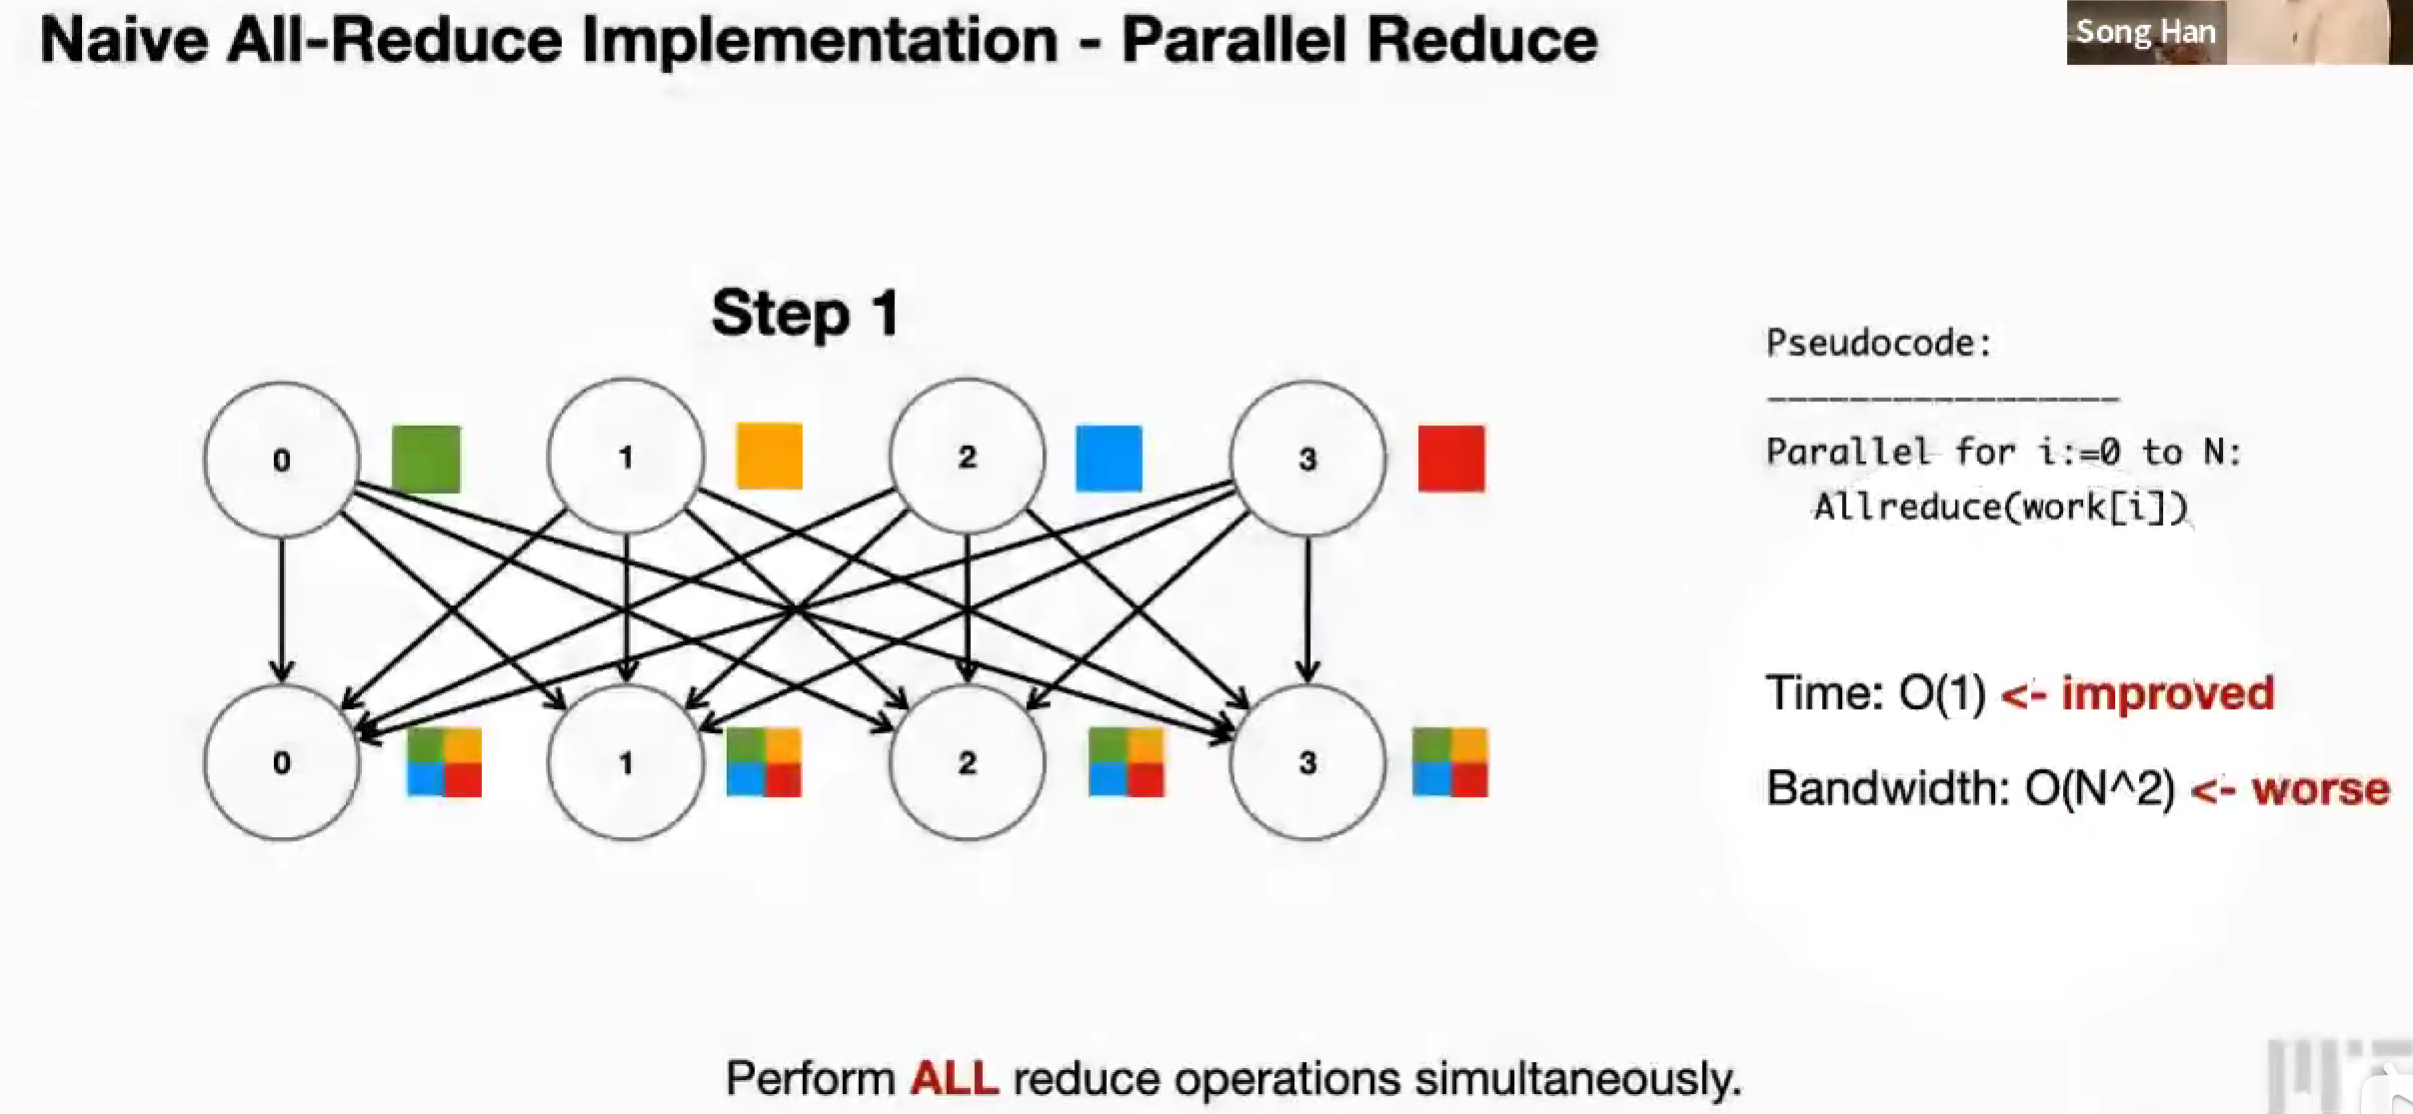 Naive All-Reduce Implementation - Parallel Reduce
Song Han
Step 1
0
1
2
3
0
1
2
3
Pseudocode:
-----------------
Parallel for i:=0 to N:
Allreduce(work[i])
Time: O(1) <- improved
Bandwidth: O(N^2) <- worse
Perform ALL reduce operations simultaneously.